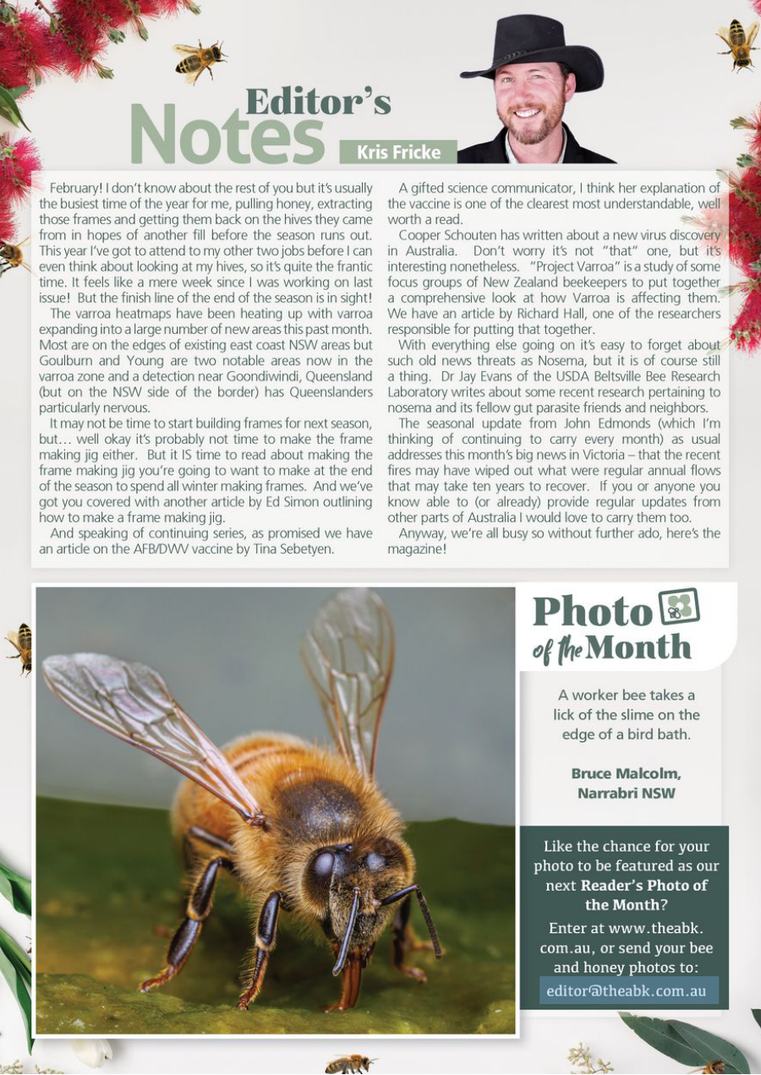 Editor's
Notes
Kris Fricke
February! I don't know about the rest of you but it's usually
the busiest time of the year for me, pulling honey, extracting
those frames and getting them back on the hives they came
from in hopes of another fill before the season runs out.
This year I've got to attend to my other two jobs before I can
even think about looking at my hives, so it's quite the frantic
time. It feels like a mere week since I was working on last
issue! But the finish line of the end of the season is in sight!
The varroa heatmaps have been heating up with varroa
expanding into a large number of new areas this past month.
Most are on the edges of existing east coast NSW areas but
Goulburn and Young are two notable areas now in the
varroa zone and a detection near Goondiwindi, Queensland
(but on the NSW side of the border) has Queenslanders
particularly nervous.
It may not be time to start building frames for next season,
but... well okay it's probably not time to make the frame
making jig either. But it IS time to read about making the
frame making jig you're going to want to make at the end
of the season to spend all winter making frames. And we've
got you covered with another article by Ed Simon outlining
how to make a frame making jig.
And speaking of continuing series, as promised we have
an article on the AFB/DWV vaccine by Tina Sebetyen.
A gifted science communicator, I think her explanation of
the vaccine is one of the clearest most understandable, well
worth a read.
Cooper Schouten has written about a new virus discovery
in Australia. Don't worry it's not "that" one, but it's
interesting nonetheless. "Project Varroa" is a study of some
focus groups of New Zealand beekeepers to put together
a comprehensive look at how Varroa is affecting them.
We have an article by Richard Hall, one of the researchers
responsible for putting that together.
With everything else going on it's easy to forget about
such old news threats as Nosema, but it is of course still
a thing. Dr Jay Evans of the USDA Beltsville Bee Research
Laboratory writes about some recent research pertaining to
nosema and its fellow gut parasite friends and neighbors.
The seasonal update from John Edmonds (which I'm
thinking of continuing to carry every month) as usual
addresses this month's big news in Victoria – that the recent
fires may have wiped out what were regular annual flows
that may take ten years to recover. If you or anyone you
know able to (or already) provide regular updates from
other parts of Australia I would love to carry them too.
Anyway, we're all busy so without further ado, here's the
magazine!
Photo
of the Month
A worker bee takes a
lick of the slime on the
edge of a bird bath.
Bruce Malcolm,
Narrabri NSW
Like the chance for your
photo to be featured as our
next Reader's Photo of
the Month?
Enter at www.theabk.
com.au, or send your bee
and honey photos to:
editor@theabk.com.au